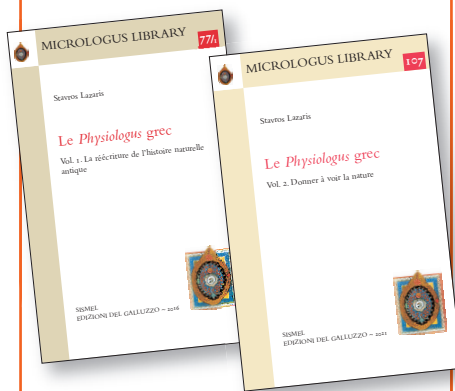 MICROLOGUS LIBRARY
77/1
Stavros Lazaris
Le Physiologus grec
Vol. 1. La réécriture de l'histoire naturelle
antique
SISMEL
EDIZIONI DEL GALLUZZO – 2016
MICROLOGUS LIBRARY
107
Stavros Lazaris
Le Physiologus grec
Vol. 2. Donner à voir la nature
SISMEL
EDIZIONI DEL GALLUZZO – 2021